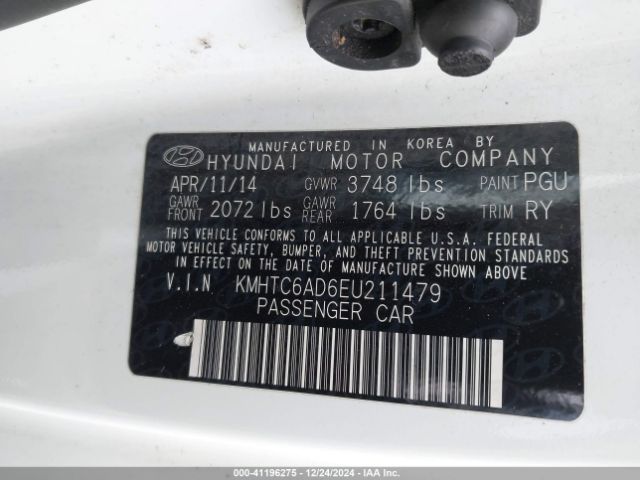 MANUFACTURED IN KOREA BY
HYUNDAI MOTOR COMPANY
APR/11/14 GVWR 3748 lbs PAINT PGU
GAWR FRONT 2072 lbs GAWR REAR 1764 lbs TRIM RY
THIS VEHICLE CONFORMS TO ALL APPLICABLE U.S.A. FEDERAL
MOTOR VEHICLE SAFETY, BUMPER, AND THEFT PREVENTION STANDARDS
IN EFFECT ON THE DATE OF MANUFACTURE SHOWN ABOVE
V.I.N KMHTC6AD6EU211479
PASSENGER CAR
000-41196275 | 12/24/2024 - IAA Inc.